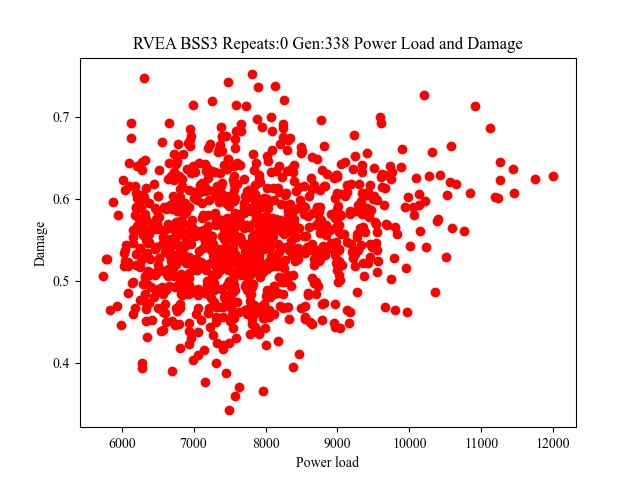 RVEA BSS3 Repeats:0 Gen:338 Power Load and Damage
0.7
0.6
0.5
0.4
Damage
6000 7000 8000 9000 10000 11000 12000
Power load